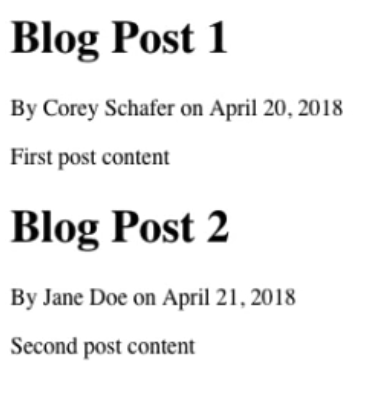 Blog Post 1
By Corey Schafer on April 20, 2018
First post content
Blog Post 2
By Jane Doe on April 21, 2018
Second post content